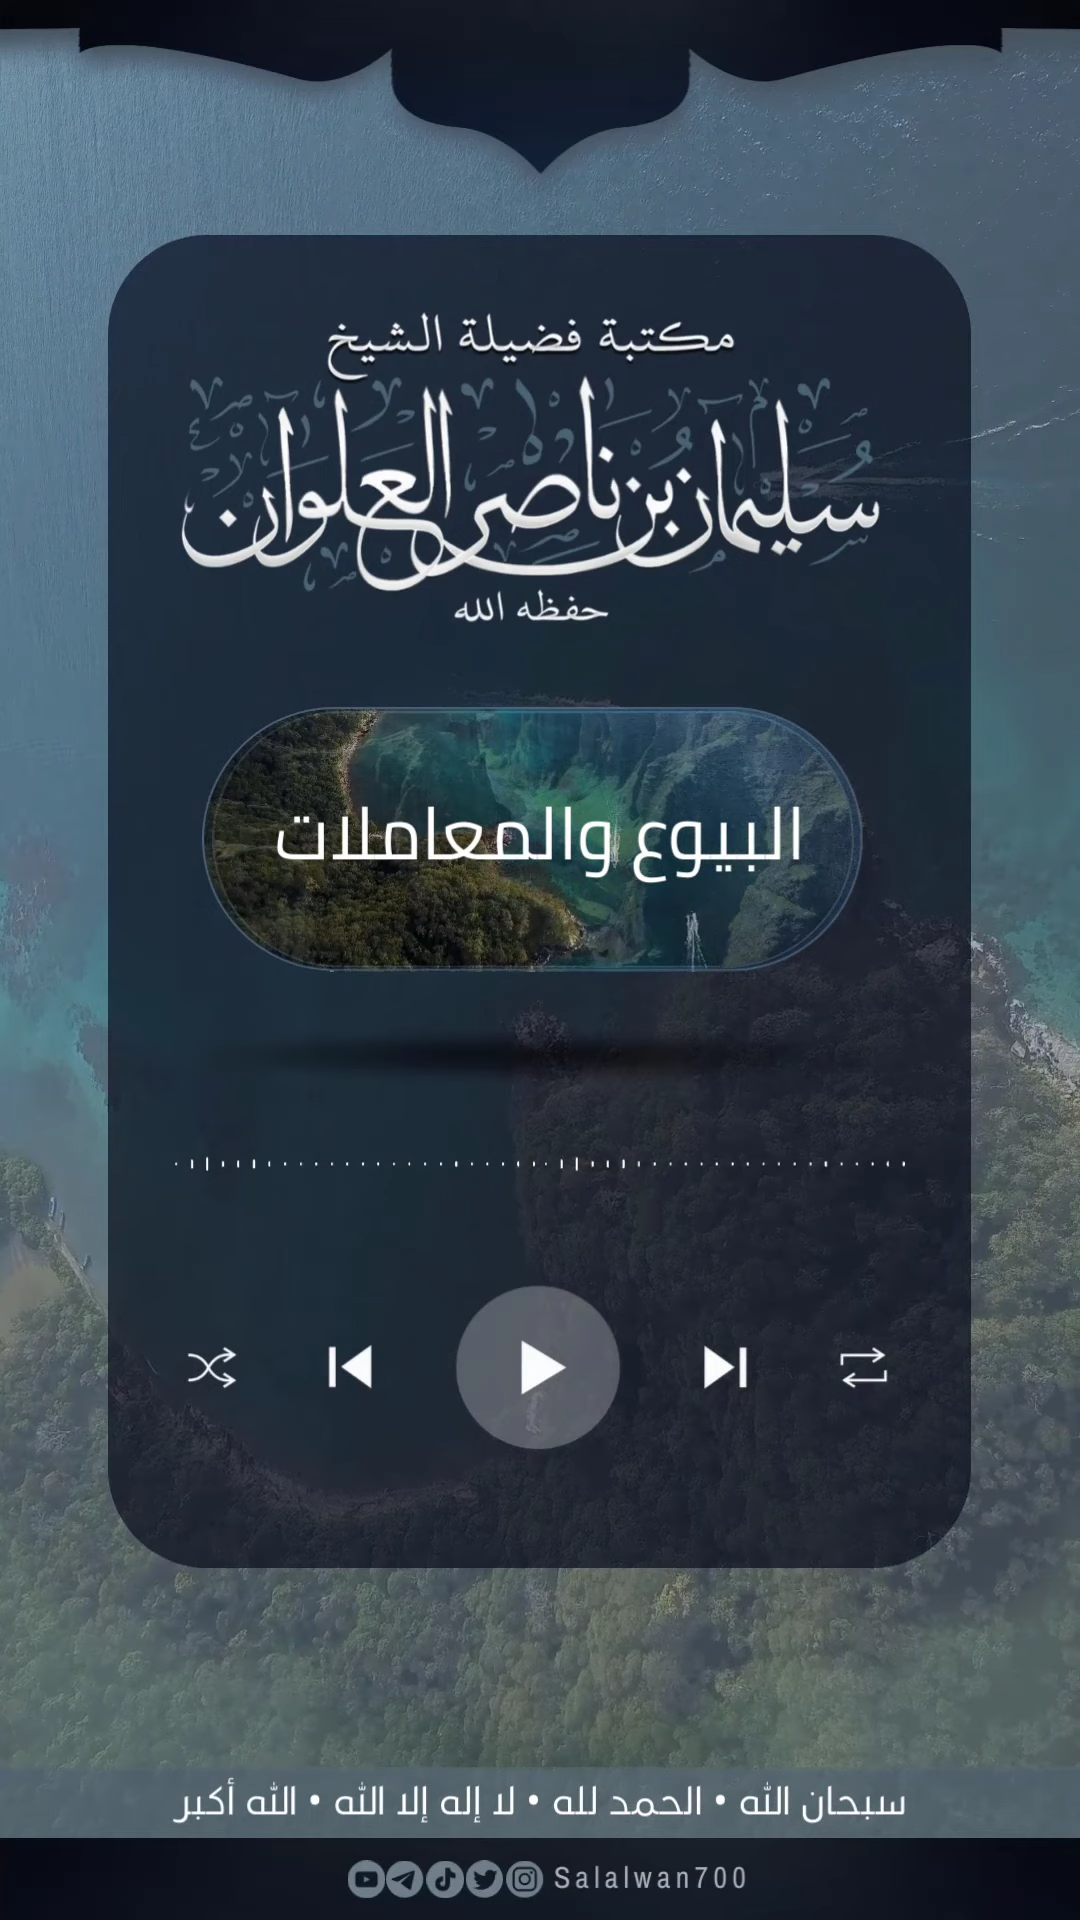 مكتبة فضيلة الشيخ
سليمان بن ناصر العلوان
حفظه الله
البيوع والمعاملات
سبحان الله • الحمد لله • لا إله إلا الله • الله أكبر
Salalwan700